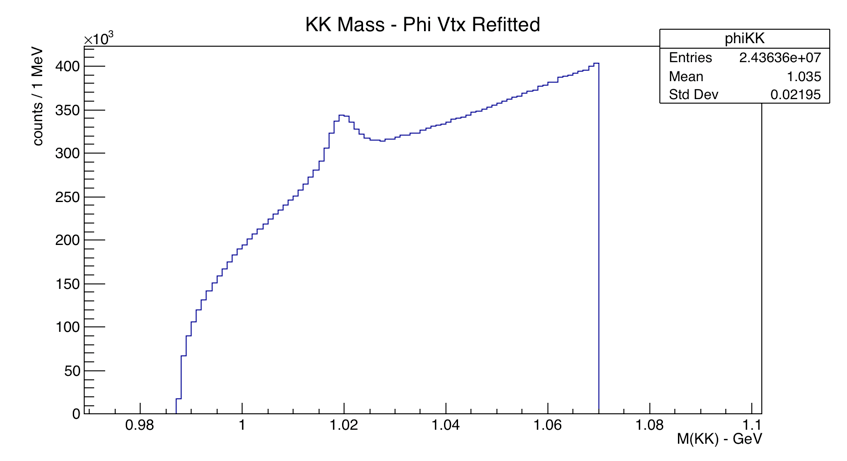 KK Mass - Phi Vtx Refitted
×10³
phiKK
Entries 2.43636e+07
Mean 1.035
Std Dev 0.02195
counts / 1 MeV
400
350
300
250
200
150
100
50
0
0.98 1 1.02 1.04 1.06 1.08 1.1
M(KK) - GeV